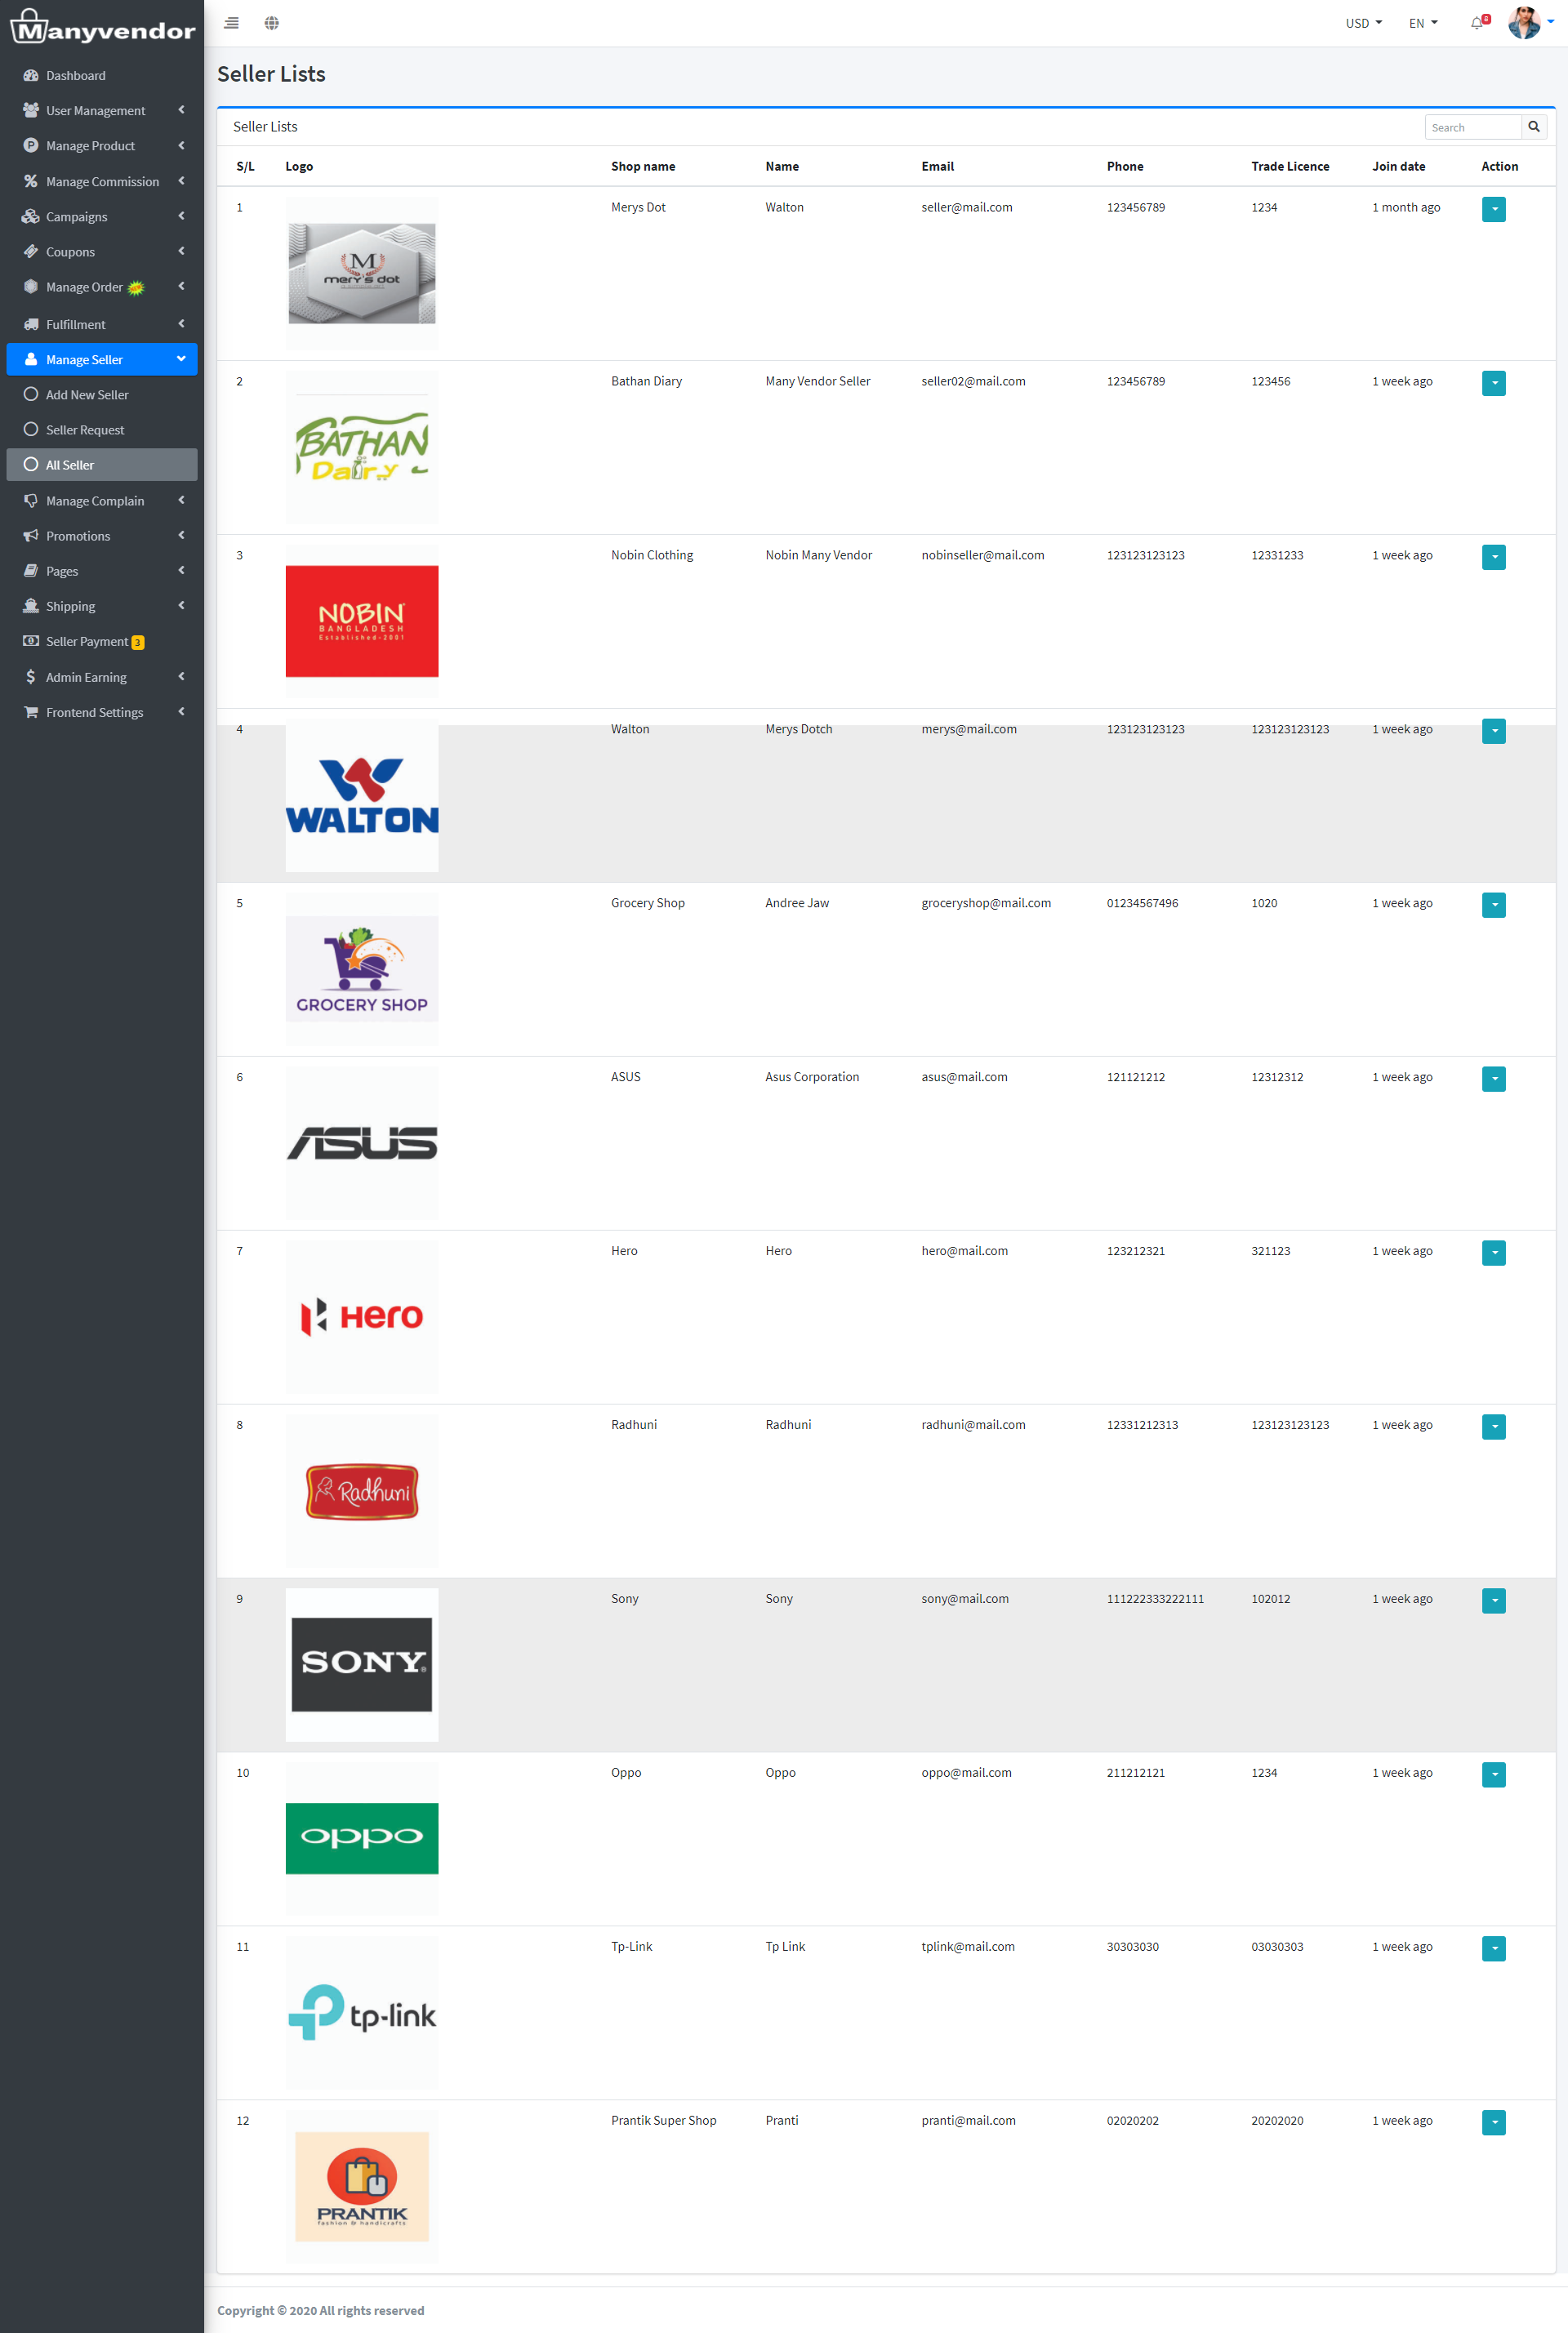 Manyvendor
USD EN 8
Dashboard
User Management
Manage Product
Manage Commission
Campaigns
Coupons
Manage Order
Fulfillment
Manage Seller
Add New Seller
Seller Request
All Seller
Manage Complain
Promotions
Pages
Shipping
Seller Payment 3
Admin Earning
Frontend Settings
Seller Lists
Seller Lists Search
S/L Logo Shop name Name Email Phone Trade Licence Join date Action
1 Merys Dot Walton seller@mail.com 123456789 1234 1 month ago
M
mery's dot
2 Bathan Diary Many Vendor Seller seller02@mail.com 123456789 123456 1 week ago
BATHAN
Dairy
3 Nobin Clothing Nobin Many Vendor nobinseller@mail.com 123123123123 12331233 1 week ago
NOBIN
BANGLADESH
Established-2001
4 Walton Merys Dotch merys@mail.com 123123123123 123123123123 1 week ago
WALTON
5 Grocery Shop Andree Jaw groceryshop@mail.com 01234567496 1020 1 week ago
GROCERY SHOP
6 ASUS Asus Corporation asus@mail.com 121121212 12312312 1 week ago
ASUS
7 Hero Hero hero@mail.com 123212321 321123 1 week ago
Hero
8 Radhuni Radhuni radhuni@mail.com 12331212313 123123123123 1 week ago
Radhuni
9 Sony Sony sony@mail.com 111222333222111 102012 1 week ago
SONY®
10 Oppo Oppo oppo@mail.com 211212121 1234 1 week ago
oppo
11 Tp-Link Tp Link tplink@mail.com 30303030 03030303 1 week ago
tp-link
12 Prantik Super Shop Pranti pranti@mail.com 02020202 20202020 1 week ago
PRANTIK
fashion & handicrafts
Copyright © 2020 All rights reserved